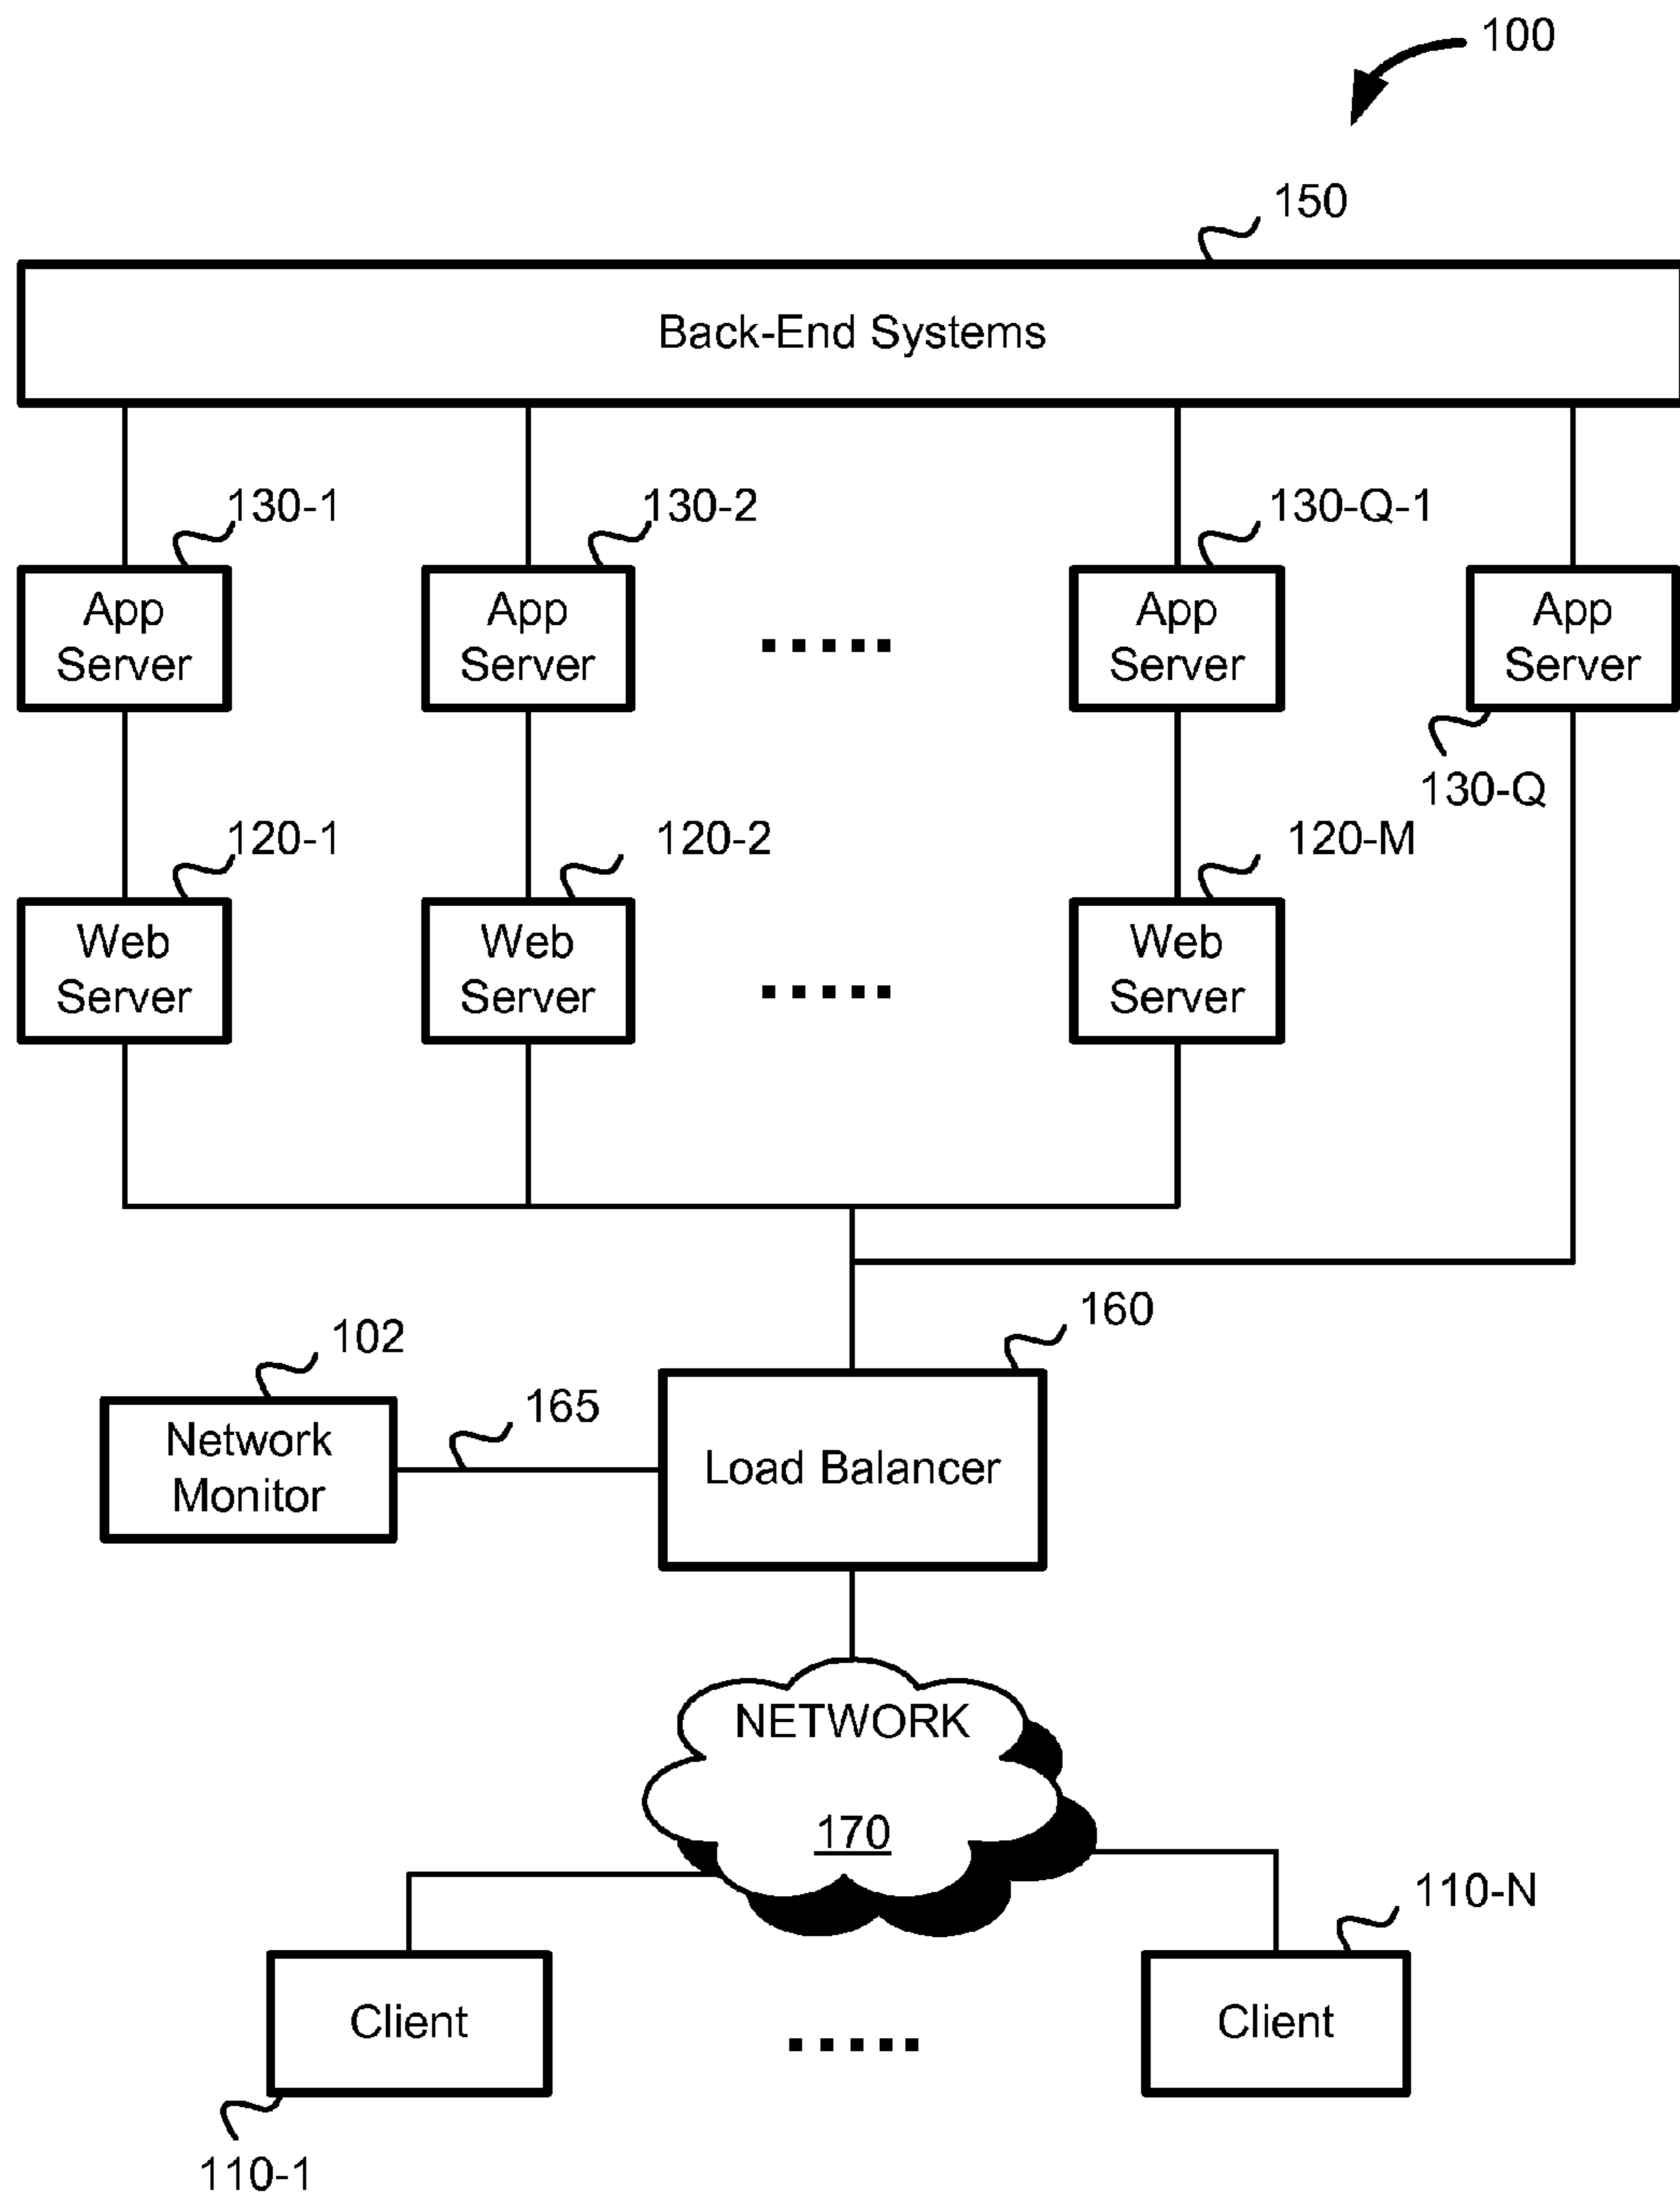 100
150
Back-End Systems
130-1
130-2
130-Q-1
App
Server
App
Server
App
Server
App
Server
130-Q
120-1
120-2
120-M
Web
Server
Web
Server
Web
Server
160
102
165
Network
Monitor
Load Balancer
NETWORK
170
110-N
Client
Client
110-1